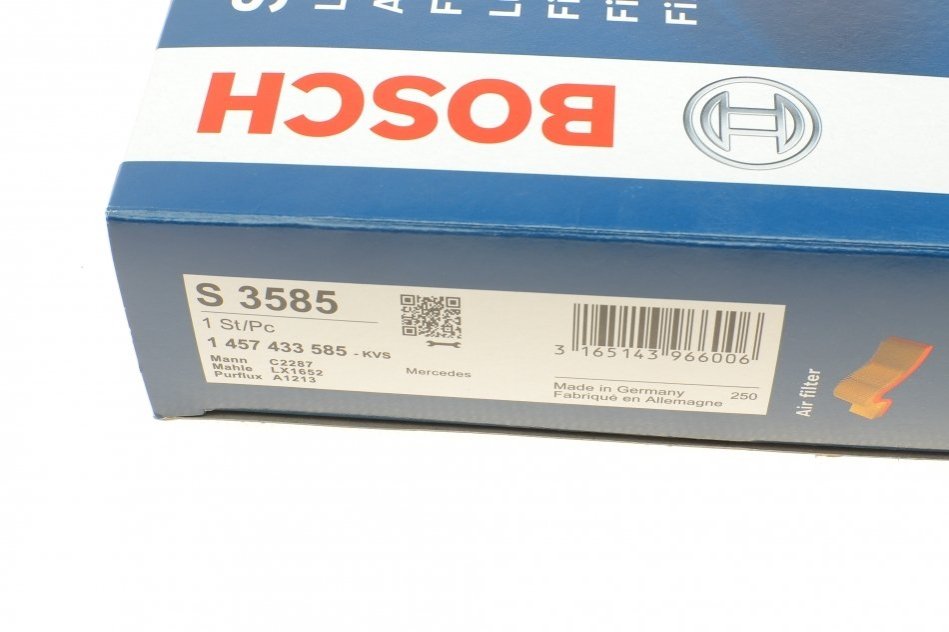 BOSCH
S 3585
1 St/Pc
1 457 433 585 - KVS
Mann C2287
Mahle LX1652
Purflux A1213
Mercedes
3 165143 966006
Made in Germany
Fabriqué en Allemagne 250
Air filter